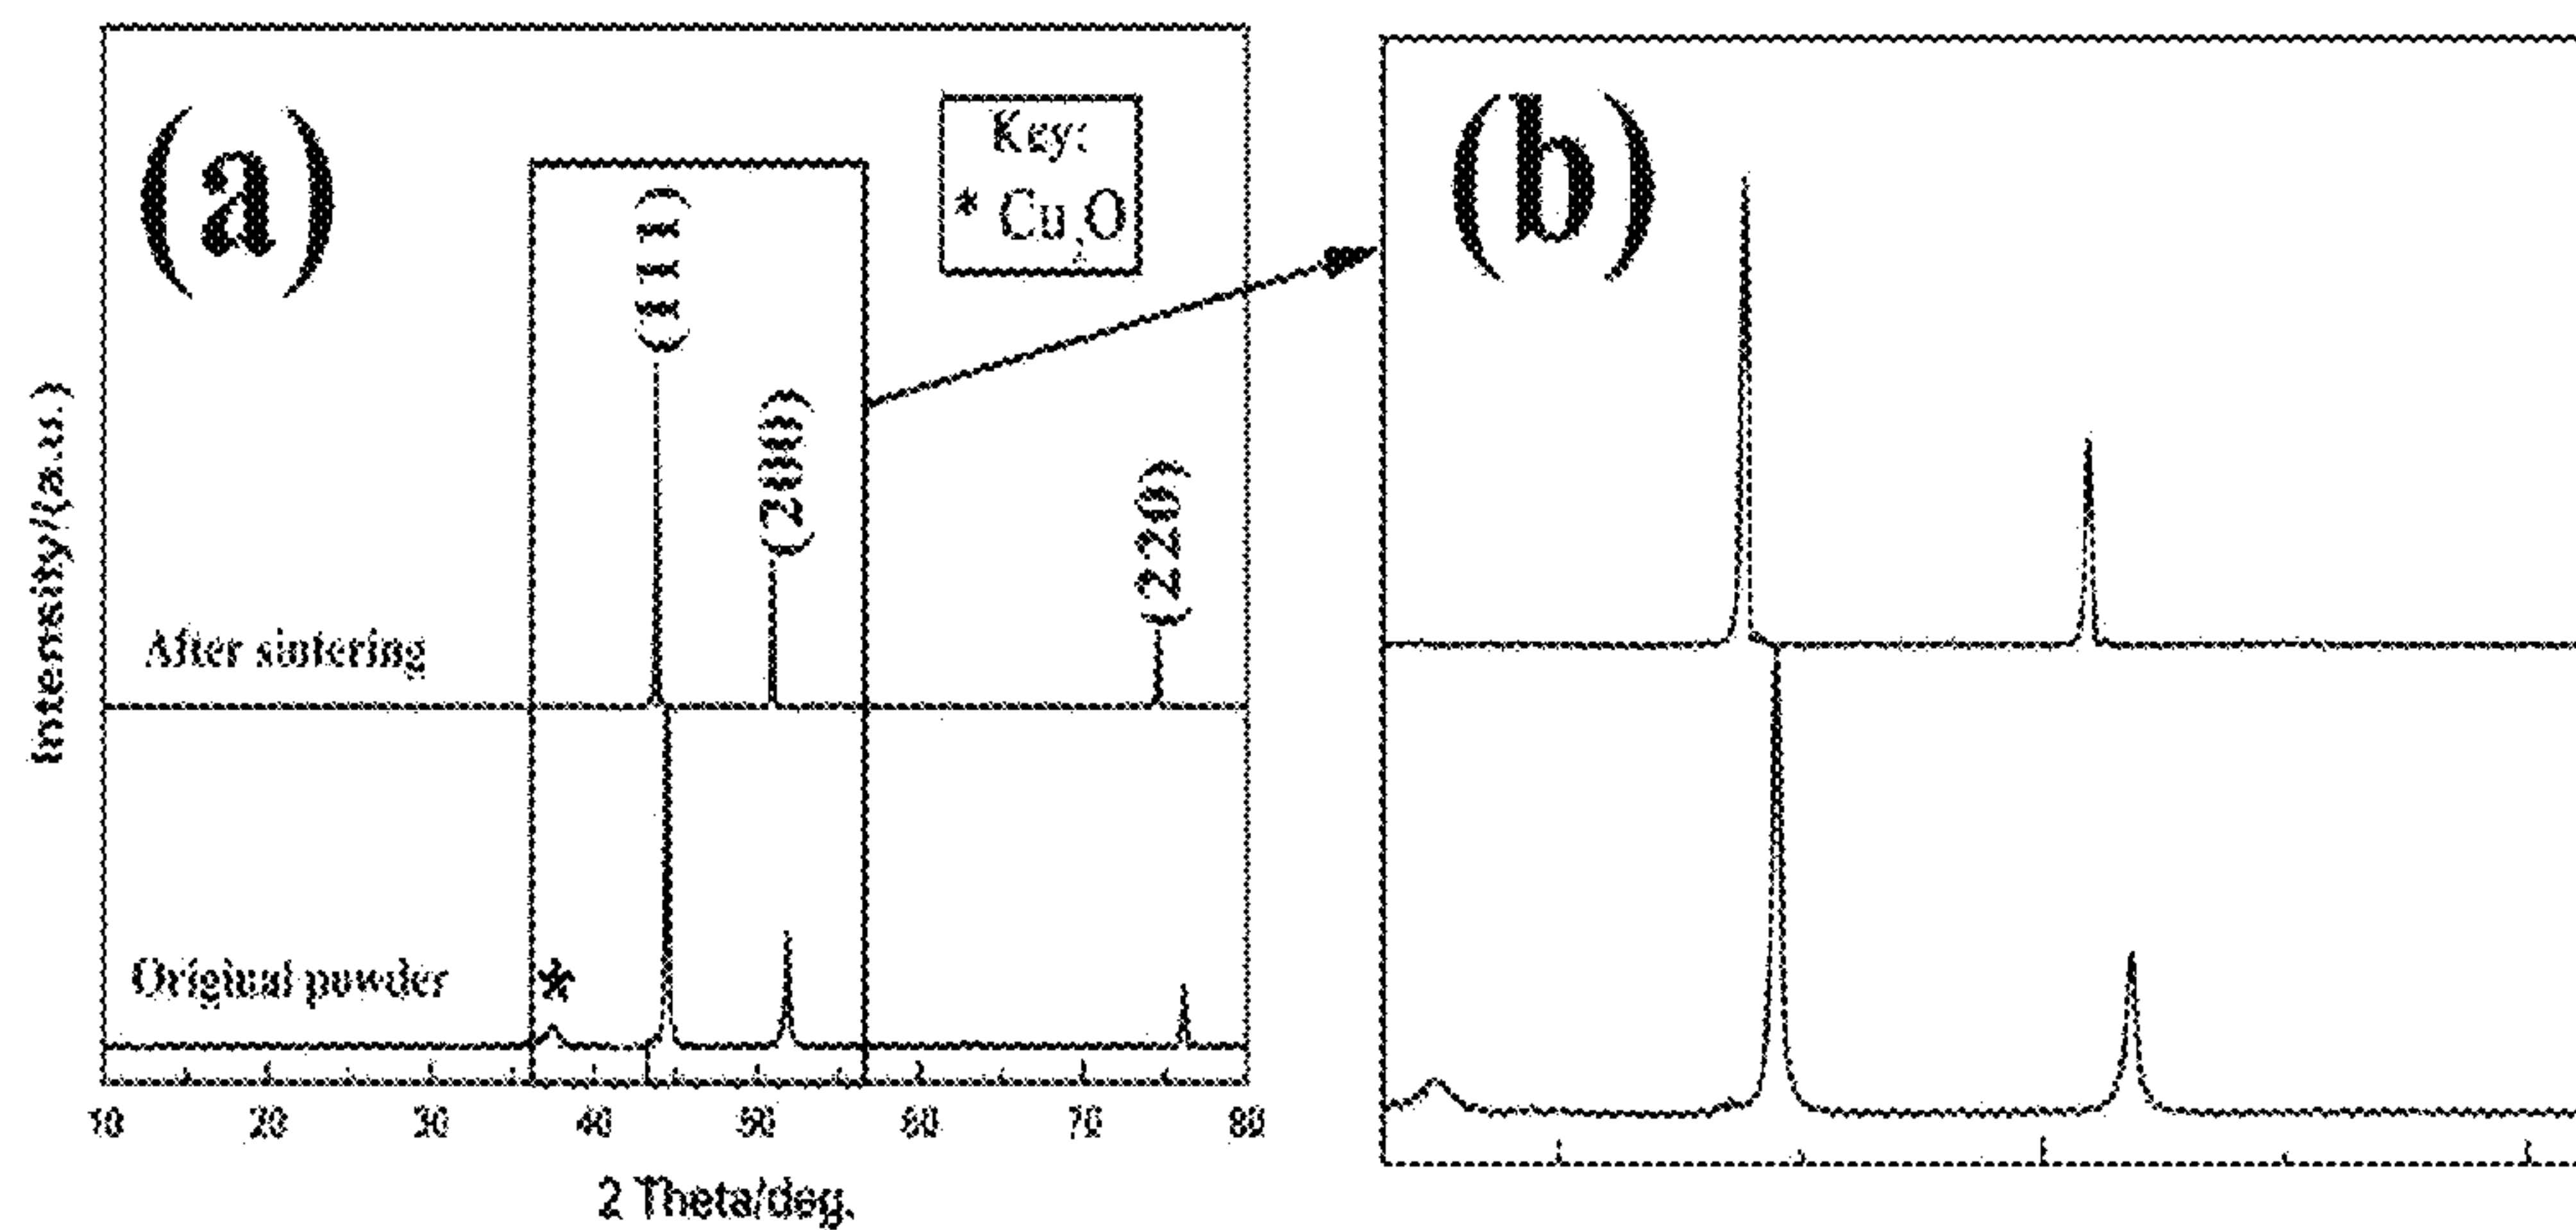 (a)
Key:
* Cu₂O
(111)
(200)
(220)
After sintering
Original powder
*
Intensity/(a.u.)
10 20 30 40 50 60 70 80
2 Theta/deg.
(b)